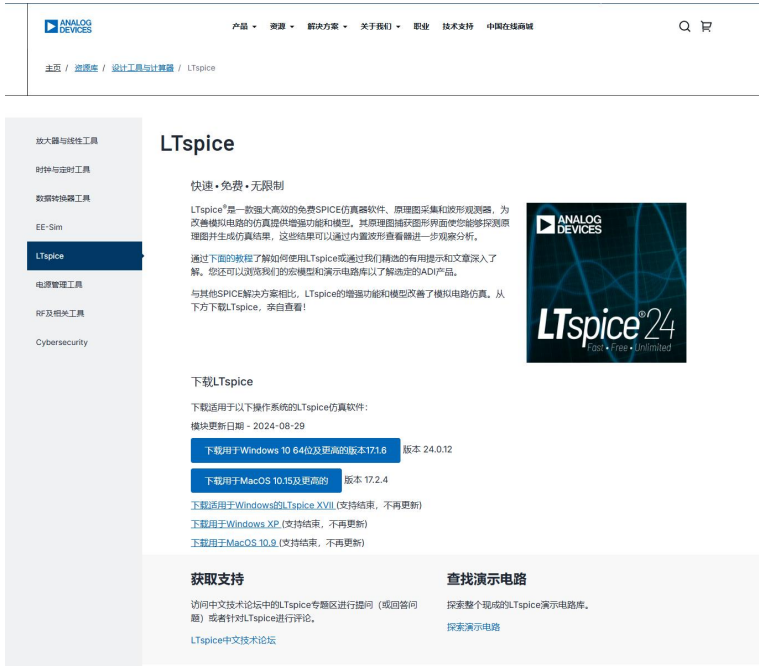 ANALOG
DEVICES
产品 资源 解决方案 关于我们 职业 技术支持 中国在线商城
主页 / 资源库 / 设计工具与计算器 / LTspice
放大器与线性工具
时钟与定时工具
数据转换器工具
EE-Sim
LTspice
电源管理工具
RF及相关工具
Cybersecurity
LTspice
快速 • 免费 • 无限制
LTspice®是一款强大高效的免费SPICE仿真器软件、原理图采集和波形观测器，为
改善模拟电路的仿真提供增强功能和模型。其原理图捕获图形界面使您能够探测原
理图并生成仿真结果，这些结果可以通过内置波形查看器进一步观察分析。
通过下面的教程了解如何使用LTspice或通过我们精选的有用提示和文章深入了
解。您还可以浏览我们的宏模型和演示电路库以了解选定的ADI产品。
与其他SPICE解决方案相比，LTspice的增强功能和模型改善了模拟电路仿真。从
下方下载LTspice，亲自查看！
ANALOG
DEVICES
LTspice®24
Fast • Free • Unlimited
下载LTspice
下载适用于以下操作系统的LTspice仿真软件：
模块更新日期 - 2024-08-29
下载用于Windows 10 64位及更高的版本17.1.6 版本 24.0.12
下载用于MacOS 10.15及更高的 版本 17.2.4
下载适用于Windows的LTspice XVII (支持结束，不再更新)
下载用于Windows XP (支持结束，不再更新)
下载用于MacOS 10.9 (支持结束，不再更新)
获取支持
访问中文技术论坛中的LTspice专题区进行提问（或回答问
题）或者针对LTspice进行评论。
LTspice中文技术论坛
查找演示电路
探索整个现成的LTspice演示电路库。
探索演示电路